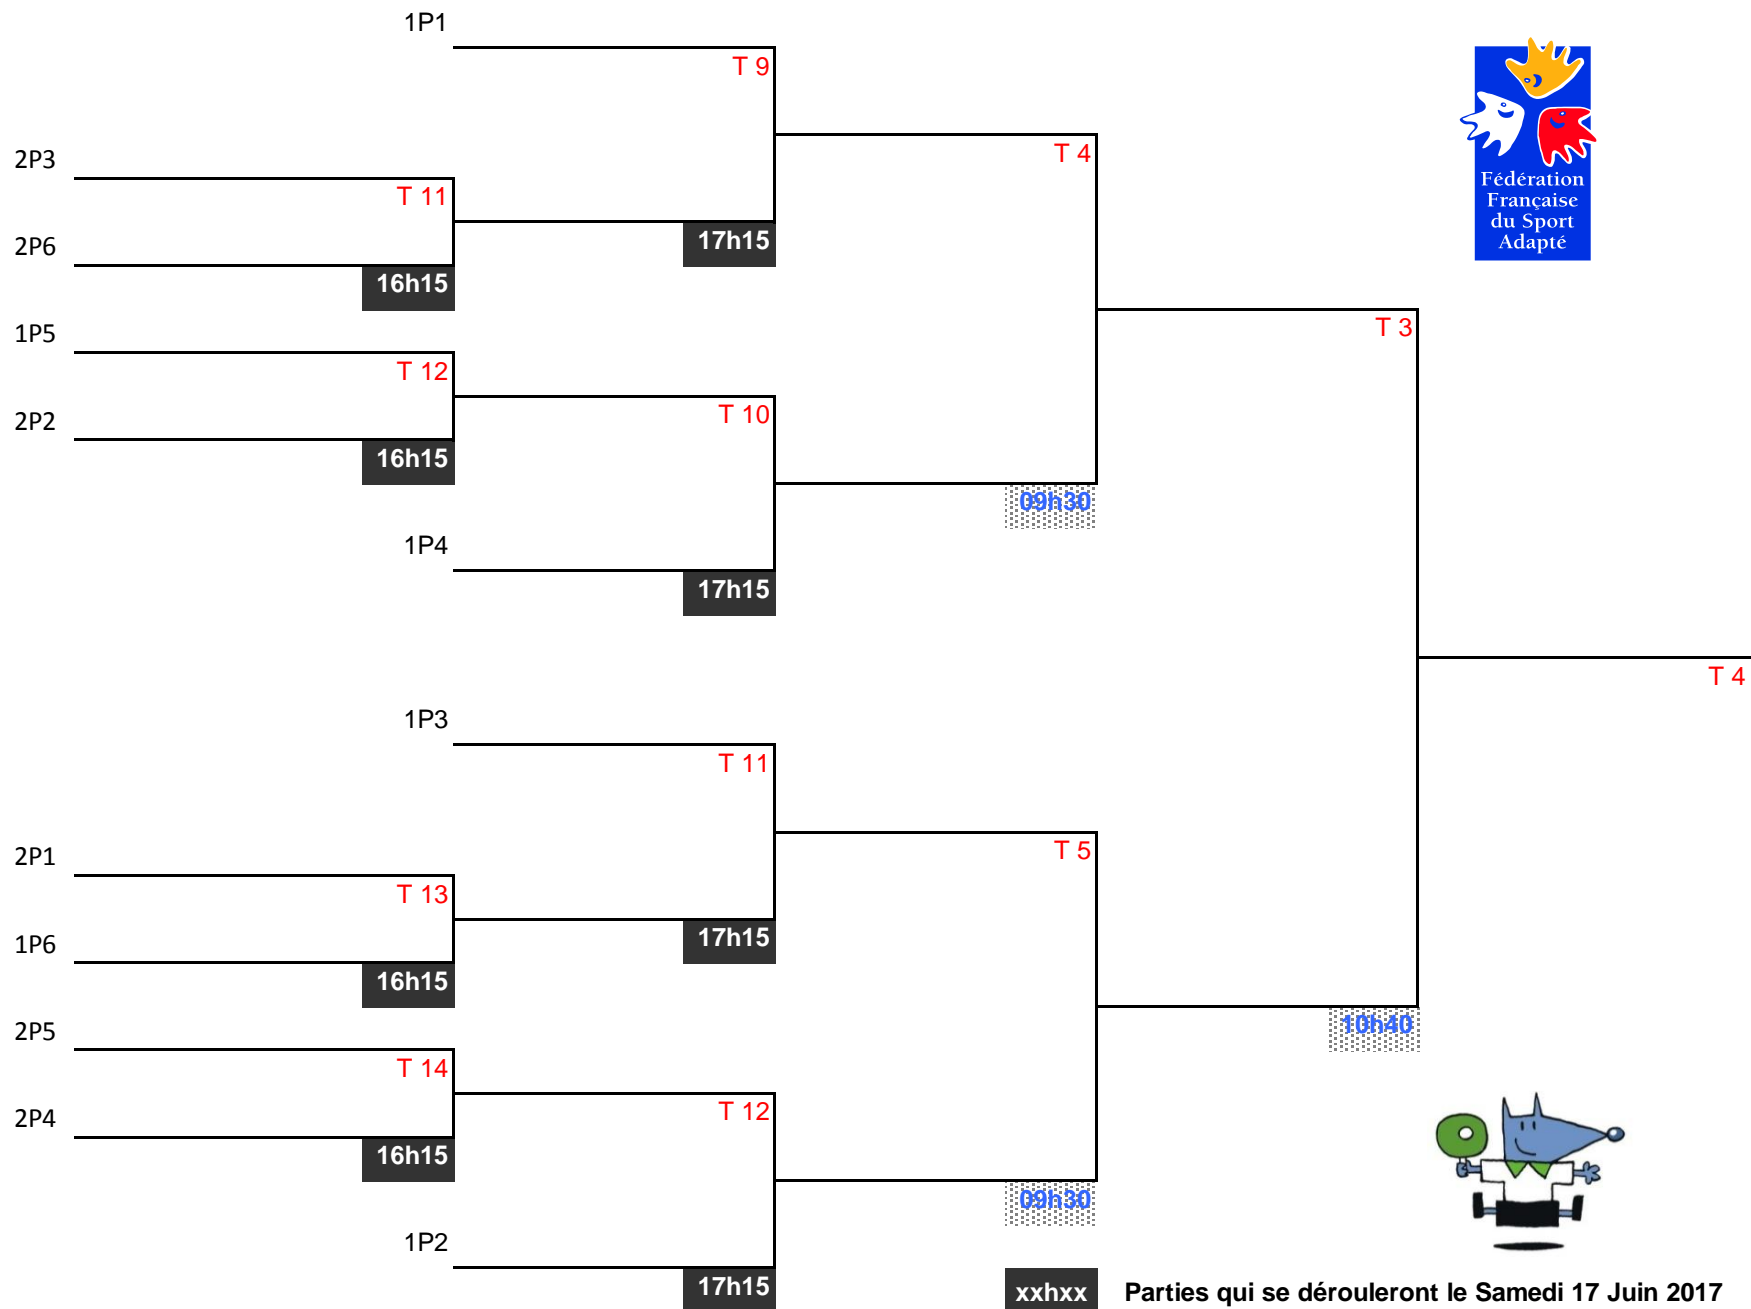 1P1
T 9
T 4
2P3
T 11
2P6
17h15
16h15
1P5
T 12
T 10
2P2
16h15
09h30
1P4
17h15
T 3
Fédération
Française
du Sport
Adapté
T 4
1P3
T 11
T 5
2P1
T 13
1P6
17h15
16h15
2P5
T 14
T 12
2P4
16h15
09h30
10h40
1P2
17h15
xxhxx Parties qui se dérouleront le Samedi 17 Juin 2017